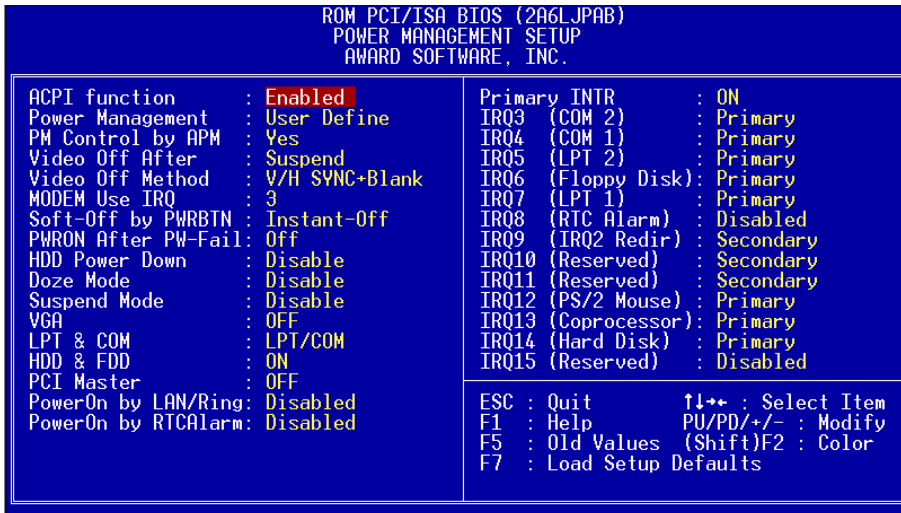 ROM PCI/ISA BIOS (2A6LJPAB)
POWER MANAGEMENT SETUP
AWARD SOFTWARE, INC.
ACPI function : Enabled
Power Management : User Define
PM Control by APM : Yes
Video Off After : Suspend
Video Off Method : V/H SYNC+Blank
MODEM Use IRQ : 3
Soft-Off by PWRBTN : Instant-Off
PWRON After PW-Fail: Off
HDD Power Down : Disable
Doze Mode : Disable
Suspend Mode : Disable
VGA : OFF
LPT & COM : LPT/COM
HDD & FDD : ON
PCI Master : OFF
PowerOn by LAN/Ring: Disabled
PowerOn by RTCAlarm: Disabled
Primary INTR : ON
IRQ3 (COM 2) : Primary
IRQ4 (COM 1) : Primary
IRQ5 (LPT 2) : Primary
IRQ6 (Floppy Disk): Primary
IRQ7 (LPT 1) : Primary
IRQ8 (RTC Alarm) : Disabled
IRQ9 (IRQ2 Redir) : Secondary
IRQ10 (Reserved) : Secondary
IRQ11 (Reserved) : Secondary
IRQ12 (PS/2 Mouse) : Primary
IRQ13 (Coprocessor): Primary
IRQ14 (Hard Disk) : Primary
IRQ15 (Reserved) : Disabled
ESC : Quit ↑↓→← : Select Item
F1 : Help PU/PD/+/- : Modify
F5 : Old Values (Shift)F2 : Color
F7 : Load Setup Defaults